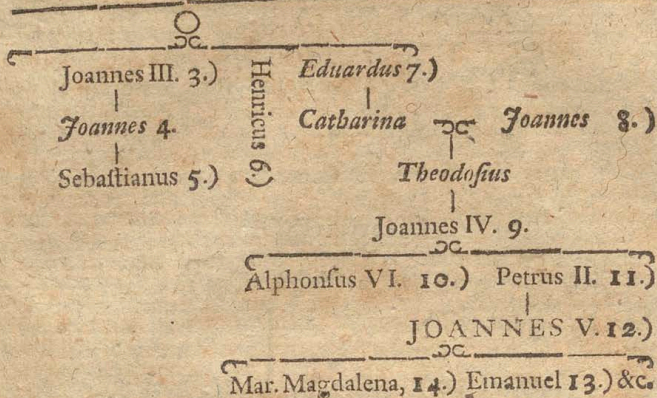 Joannes III. 3.) Henricus 6.) Eduardus 7.)
Joannes 4. Catharina Joannes 8.)
Sebaſtianus 5.) Theodoſius
Joannes IV. 9.
Alphonſus VI. 10.) Petrus II. 11.)
JOANNES V. 12.)
Mar. Magdalena, 14.) Emanuel 13.) &c.